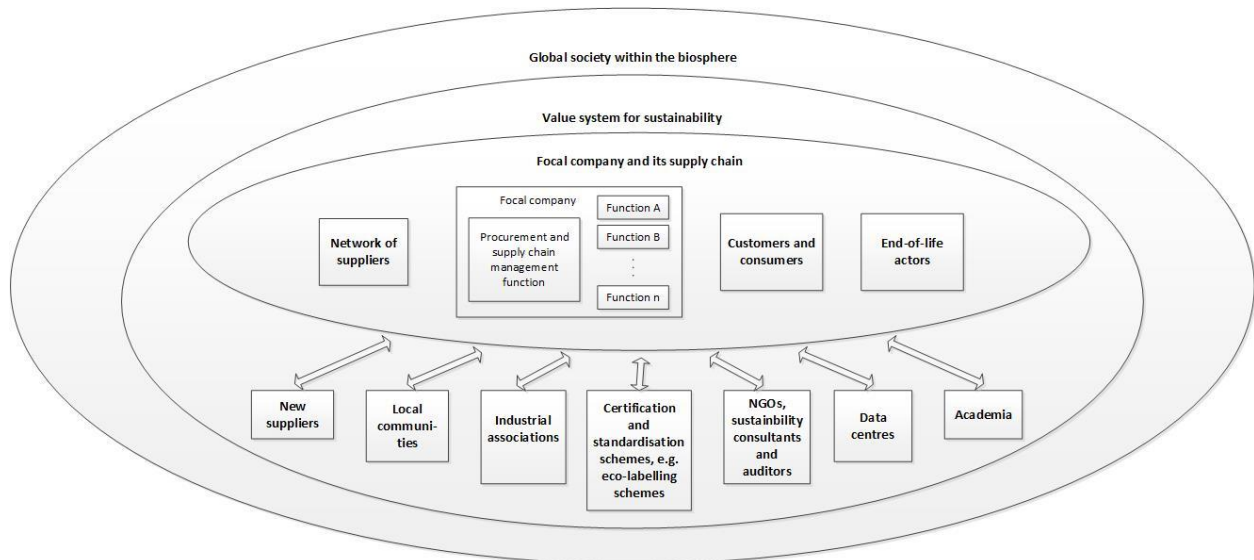 Global society within the biosphere
Value system for sustainability
Focal company and its supply chain
Network of
suppliers
Focal company
Procurement and
supply chain
management
function
Function A
Function B
.
.
.
Function n
Customers and
consumers
End-of-life
actors
New
suppliers
Local
communi-
ties
Industrial
associations
Certification
and
standardisation
schemes, e.g.
eco-labelling
schemes
NGOs,
sustainbility
consultants
and
auditors
Data
centres
Academia